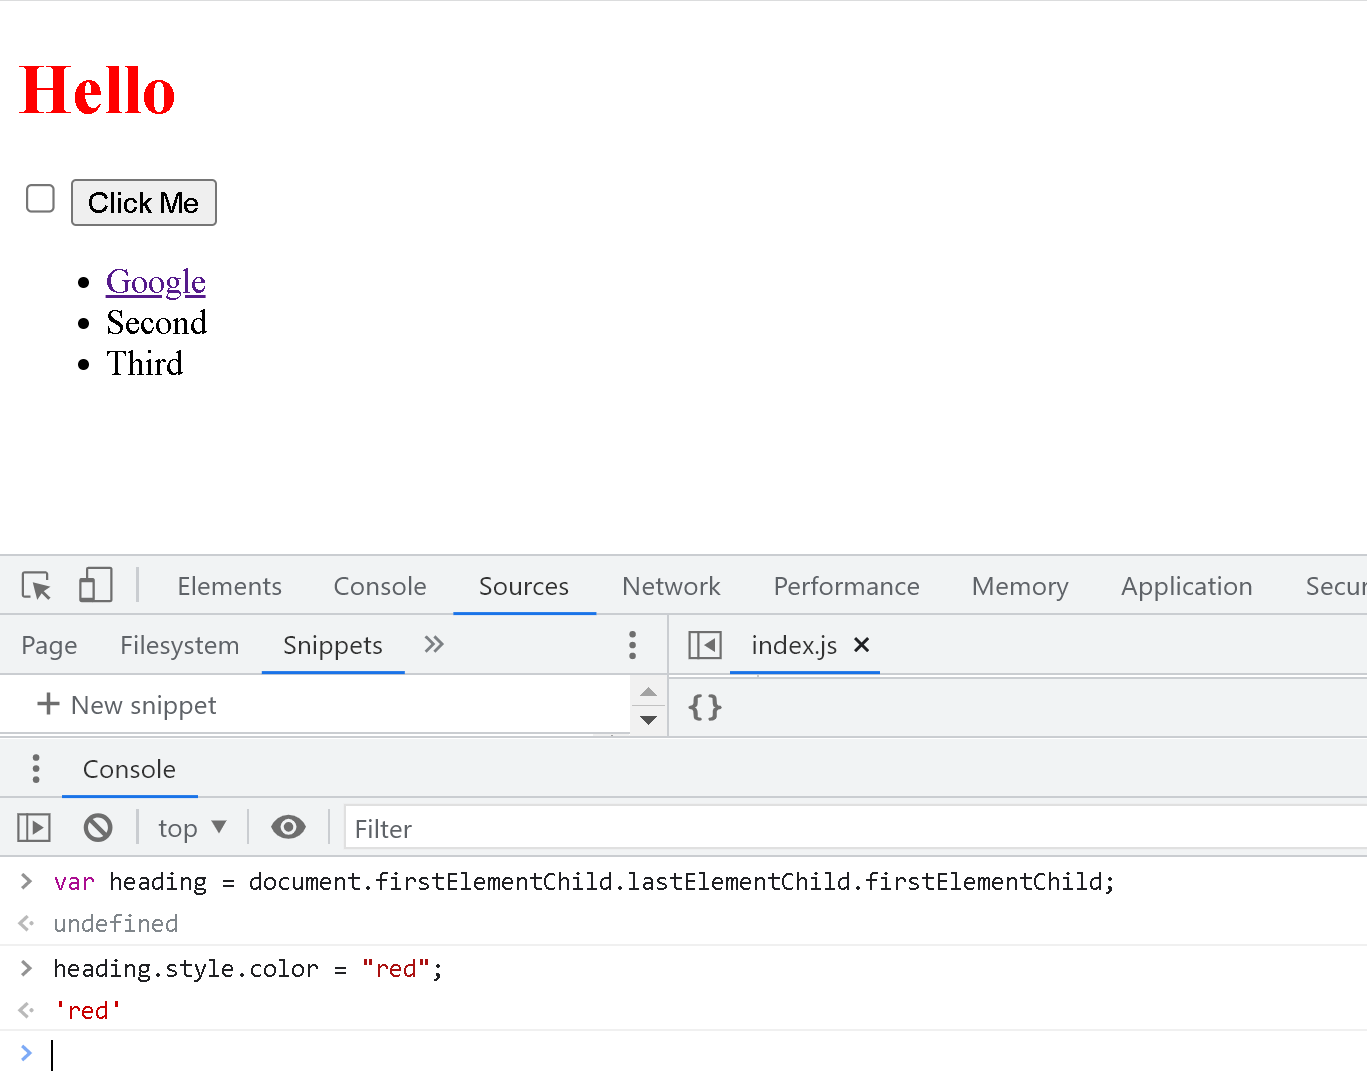 Hello
Click Me
Google
Second
Third
Elements Console Sources Network Performance Memory Application Secur
Page Filesystem Snippets index.js
New snippet {}
Console
top Filter
var heading = document.firstElementChild.lastElementChild.firstElementChild;
undefined
heading.style.color = "red";
'red'